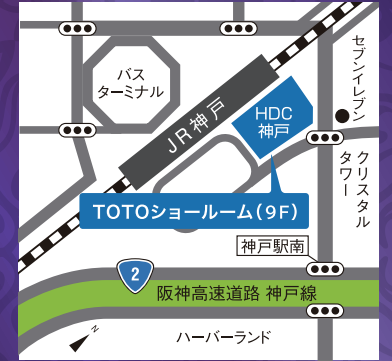 バス
ターミナル
JR神戸
HDC
神戸
セブンイレブン
クリスタル
タワー
TOTOショールーム(9F)
神戸駅南
2
阪神高速道路 神戸線
ハーバーランド
N